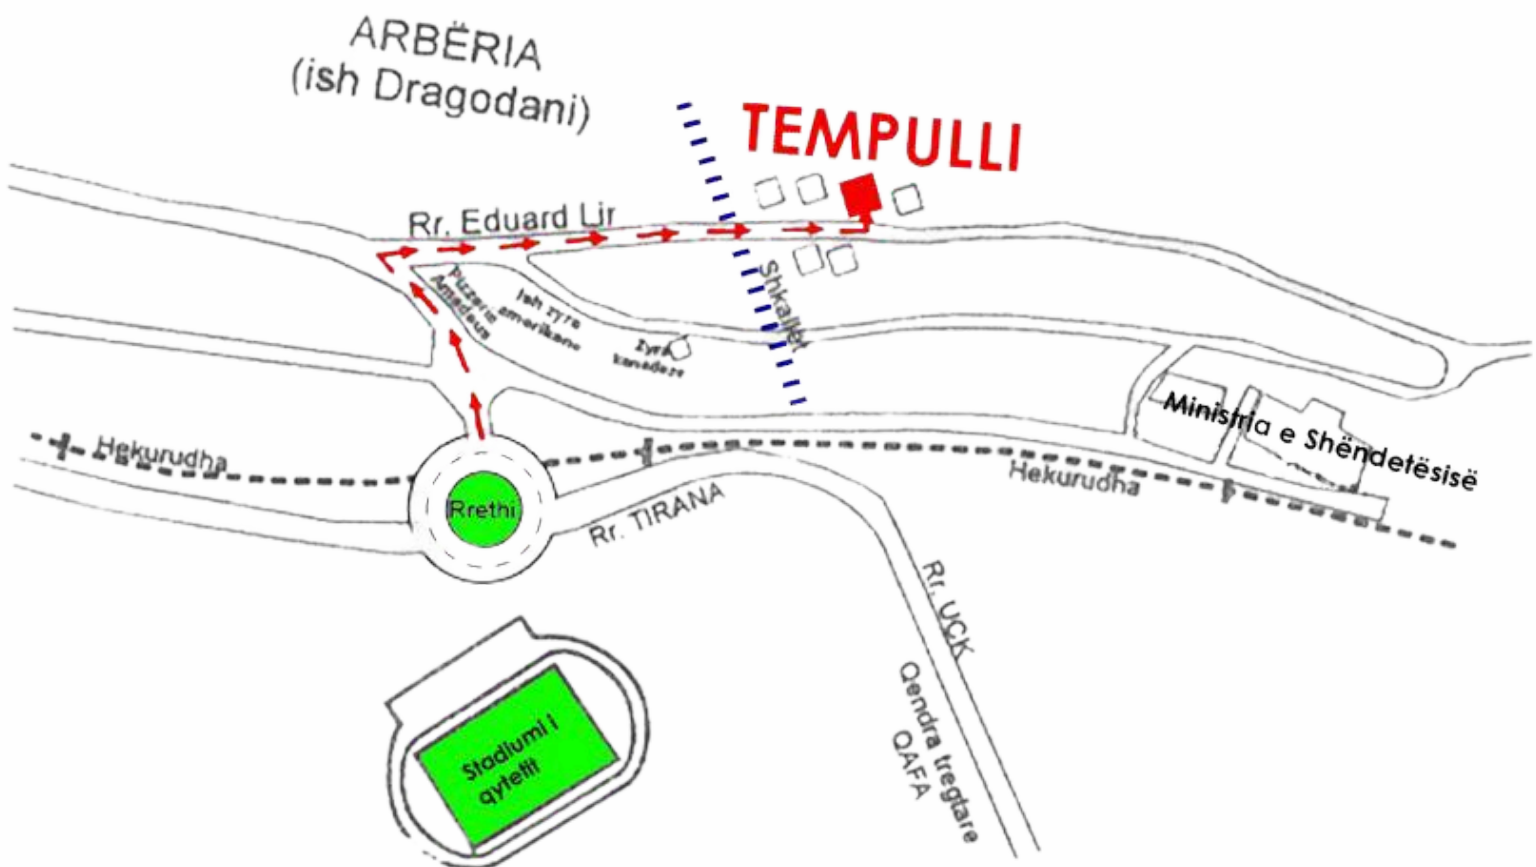 ARBËRIA
(ish Dragodani)
TEMPULLI
Rr. Eduard Lir
Pizzeria
Amadeus
Ish zyra
amerikane
Zyra
kanadeze
Shkallët
Ministria e Shëndetësisë
Hekurudha
Hekurudha
Rrethi
Rr. TIRANA
Rr. UCK
Qendra tregtare
QAFA
Stadiumi i
qytetit